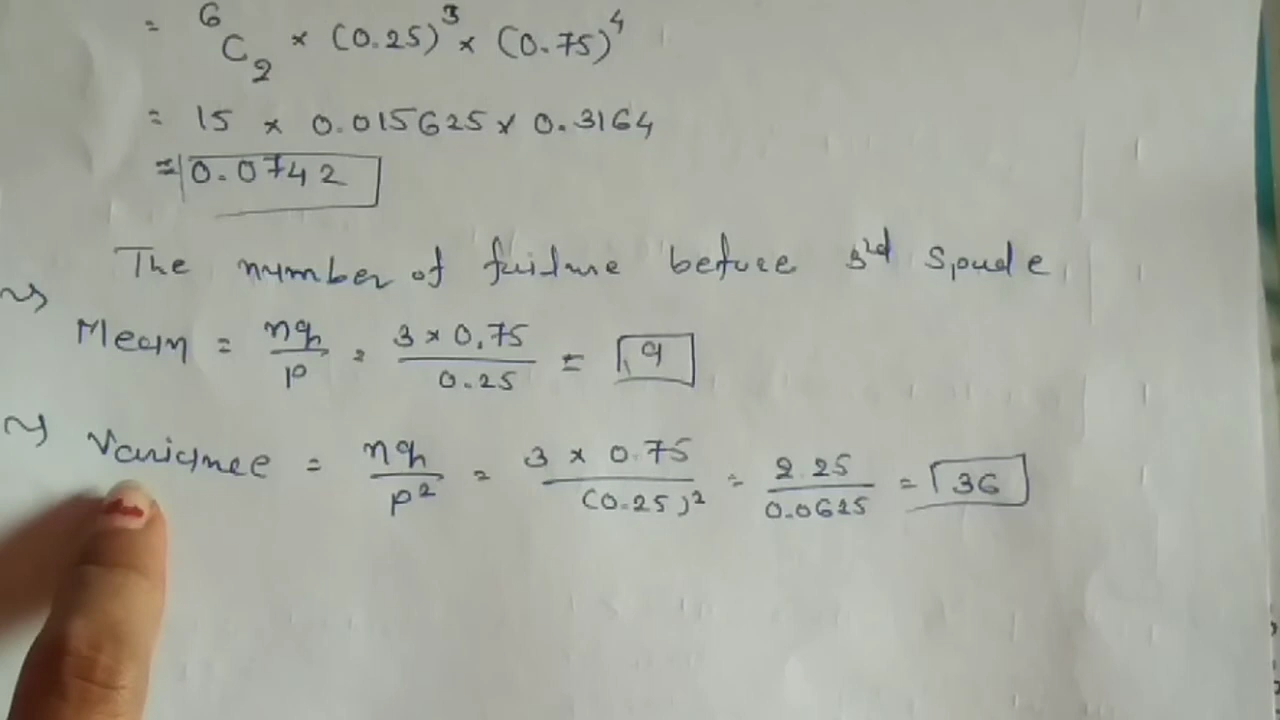 = ⁶C₂ × (0.25)³ × (0.75)⁴
= 15 × 0.015625 × 0.3164
= 0.0742
The number of failure before 3rd Spade
Mean = nq/p = 3 × 0.75/0.25 = 9
Variance = nq/p² = 3 × 0.75/(0.25)² = 2.25/0.0625 = 36